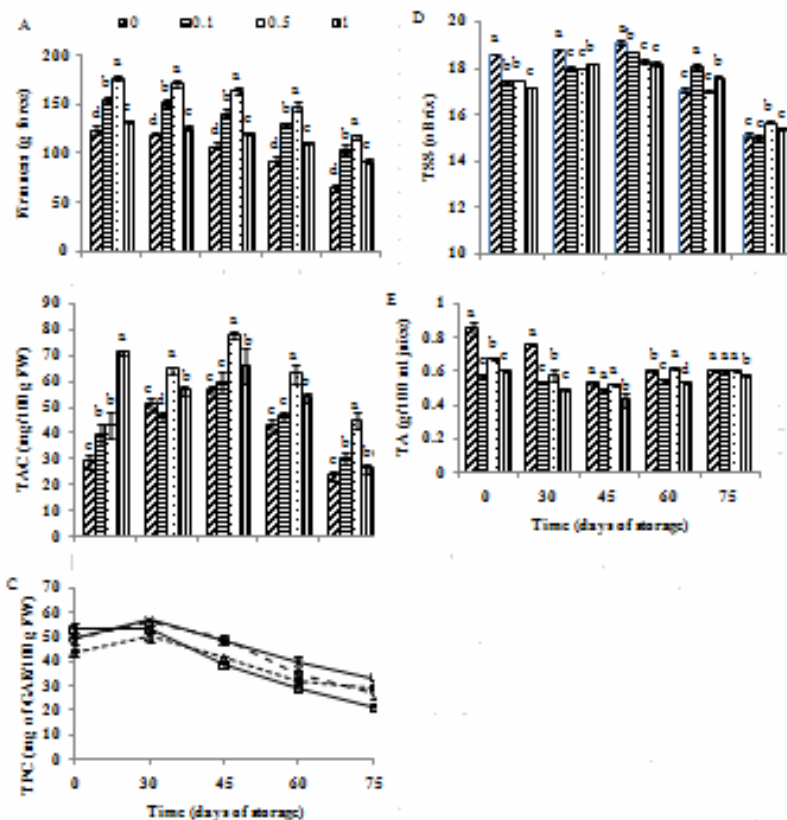 A
0 0.1 0.5 1
Firmness (g force)
200
150
100
50
0
d b a c
d b a c
d b a c
d b a c
d b a c
TAC (mg/100g FW)
90
80
70
60
50
40
30
20
10
0
c b b a
c c a b
c c a b
c c a b
c b a bc
C
TPC (mg of GAE/100 g FW)
70
60
50
40
30
20
10
0
0 30 45 60 75
Time (days of storage)
D
TSS (o Brix)
20
18
16
14
12
10
a b b c
a c c b
a b c c
c a c b
c c a b
E
TA (g/100 ml juice)
1
0.8
0.6
0.4
0.2
0
a c b c
a c b c
a a a b
b c a d
a a a b
0 30 45 60 75
Time (days of storage)